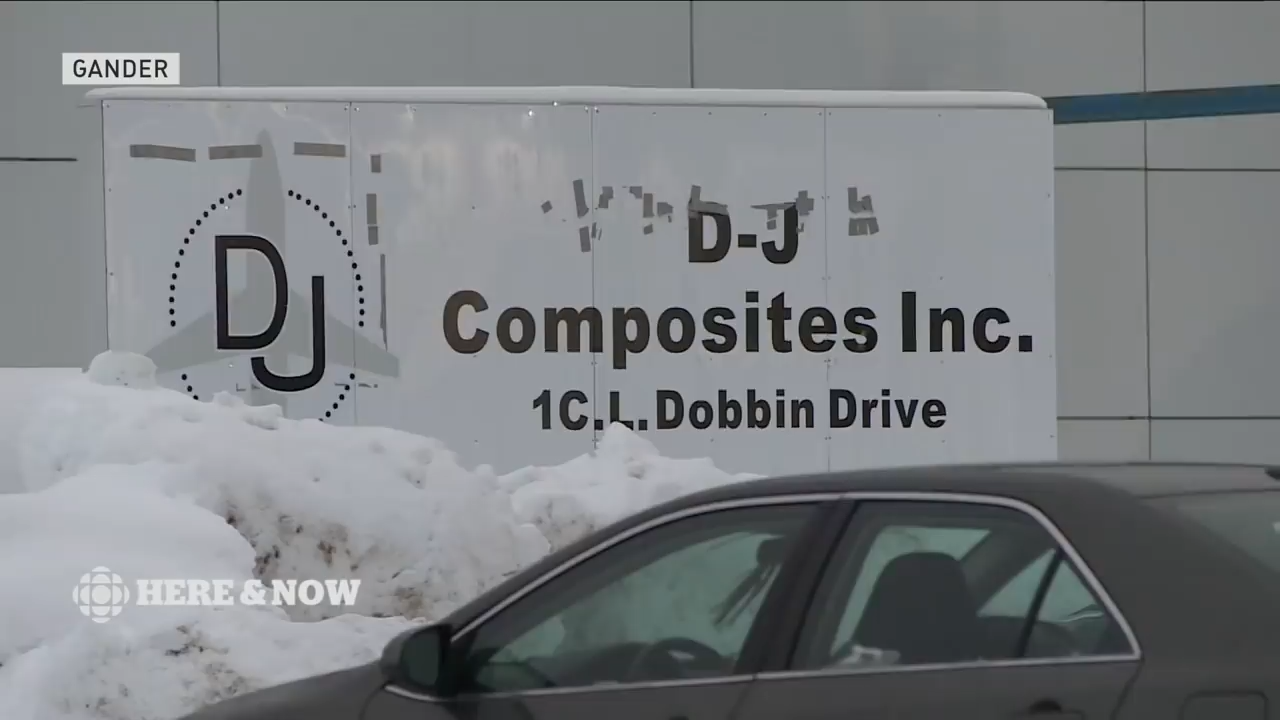 GANDER
DJ
D-J
Composites Inc.
1C.L.Dobbin Drive
HERE & NOW